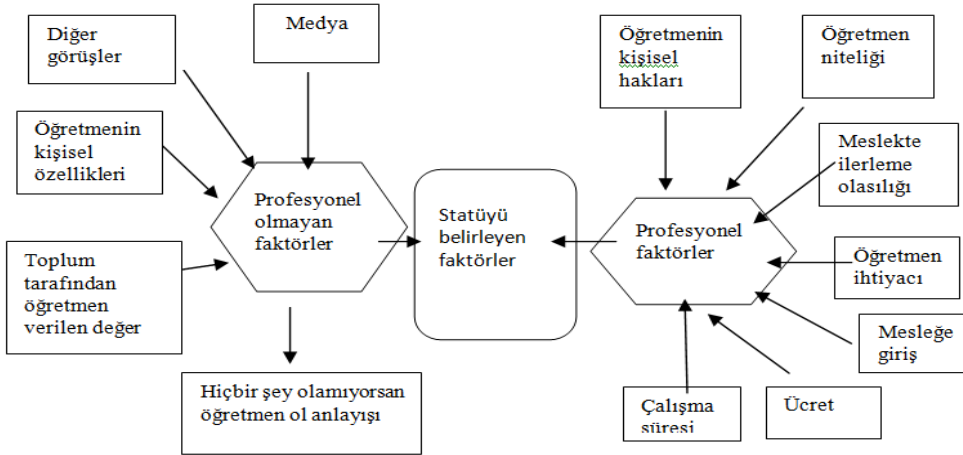 Diğer
görüşler
Medya
Öğretmenin
kişisel
hakları
Öğretmen
niteliği
Öğretmenin
kişisel
özellikleri
Meslekte
ilerleme
olasılığı
Profesyonel
olmayan
faktörler
Statüyü
belirleyen
faktörler
Profesyonel
faktörler
Toplum
tarafından
öğretmen
verilen değer
Öğretmen
ihtiyacı
Mesleğe
giriş
Hiçbir şey olamıyorsan
öğretmen ol anlayışı
Çalışma
süresi
Ücret